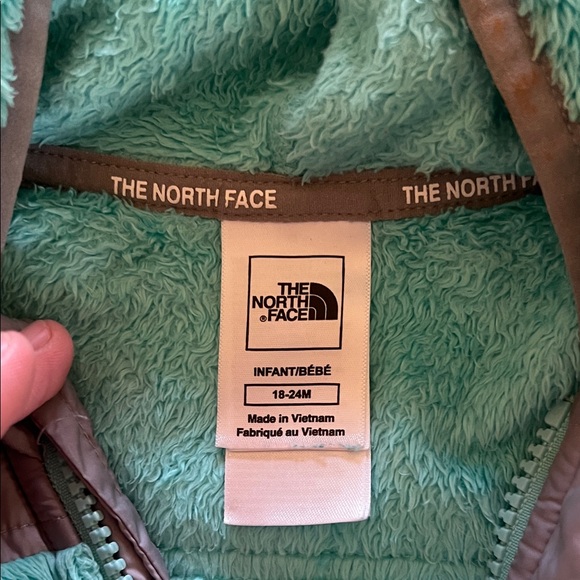 THE NORTH FACE
THE NORTH FA
THE
NORTH
®FACE
INFANT/BÉBÉ
18-24M
Made in Vietnam
Fabriqué au Vietnam